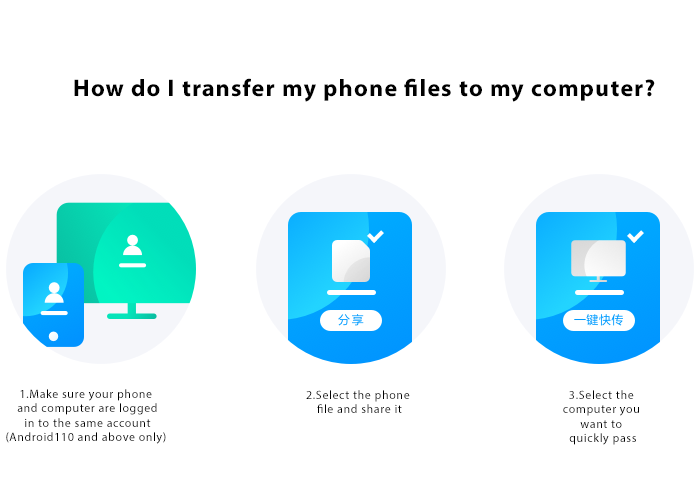 How do I transfer my phone files to my computer?
分享
一键快传
1.Make sure your phone
and computer are logged
in to the same account
(Android110 and above only)
2.Select the phone
file and share it
3.Select the
computer you
want to
quickly pass